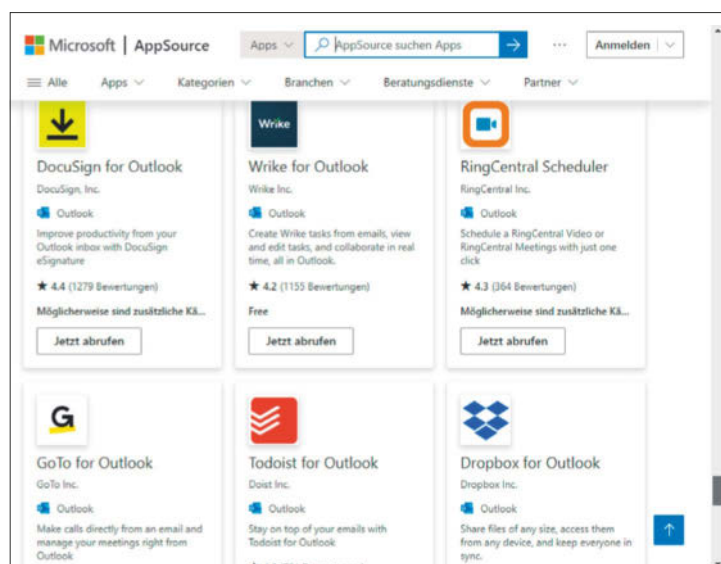 Microsoft | AppSource
Apps
AppSource suchen Apps
Anmelden
Alle
Apps
Kategorien
Branchen
Beratungsdienste
Partner
DocuSign for Outlook
DocuSign, Inc.
Outlook
Improve productivity from your
Outlook inbox with DocuSign
eSignature
★ 4.4 (1279 Bewertungen)
Möglicherweise sind zusätzliche Kä...
Jetzt abrufen
Wrike
Wrike for Outlook
Wrike Inc.
Outlook
Create Wrike tasks from emails, view
and edit tasks, and collaborate in real
time, all in Outlook.
★ 4.2 (1155 Bewertungen)
Free
Jetzt abrufen
RingCentral Scheduler
RingCentral Inc.
Outlook
Schedule a RingCentral Video or
RingCentral Meetings with just one
click
★ 4.3 (364 Bewertungen)
Möglicherweise sind zusätzliche Kä...
Jetzt abrufen
G
GoTo for Outlook
GoTo Inc.
Outlook
Make calls directly from an email and
manage your meetings right from
Outlook
Todoist for Outlook
Doist Inc.
Outlook
Stay on top of your emails with
Todoist for Outlook
Dropbox for Outlook
Dropbox Inc.
Outlook
Share files of any size, access them
from any device, and keep everyone in
sync.